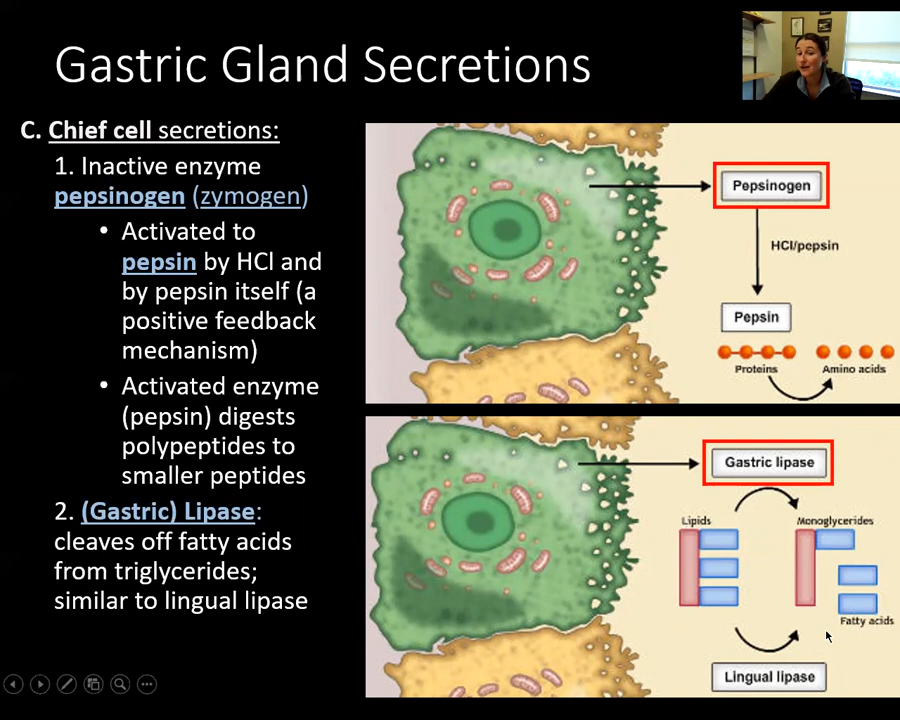 Gastric Gland Secretions
C. Chief cell secretions:
1. Inactive enzyme
pepsinogen (zymogen)
• Activated to
pepsin by HCl and
by pepsin itself (a
positive feedback
mechanism)
• Activated enzyme
(pepsin) digests
polypeptides to
smaller peptides
2. (Gastric) Lipase:
cleaves off fatty acids
from triglycerides;
similar to lingual lipase
Pepsinogen
HCl/pepsin
Pepsin
Proteins
Amino acids
Gastric lipase
Lipids
Monoglycerides
Fatty acids
Lingual lipase